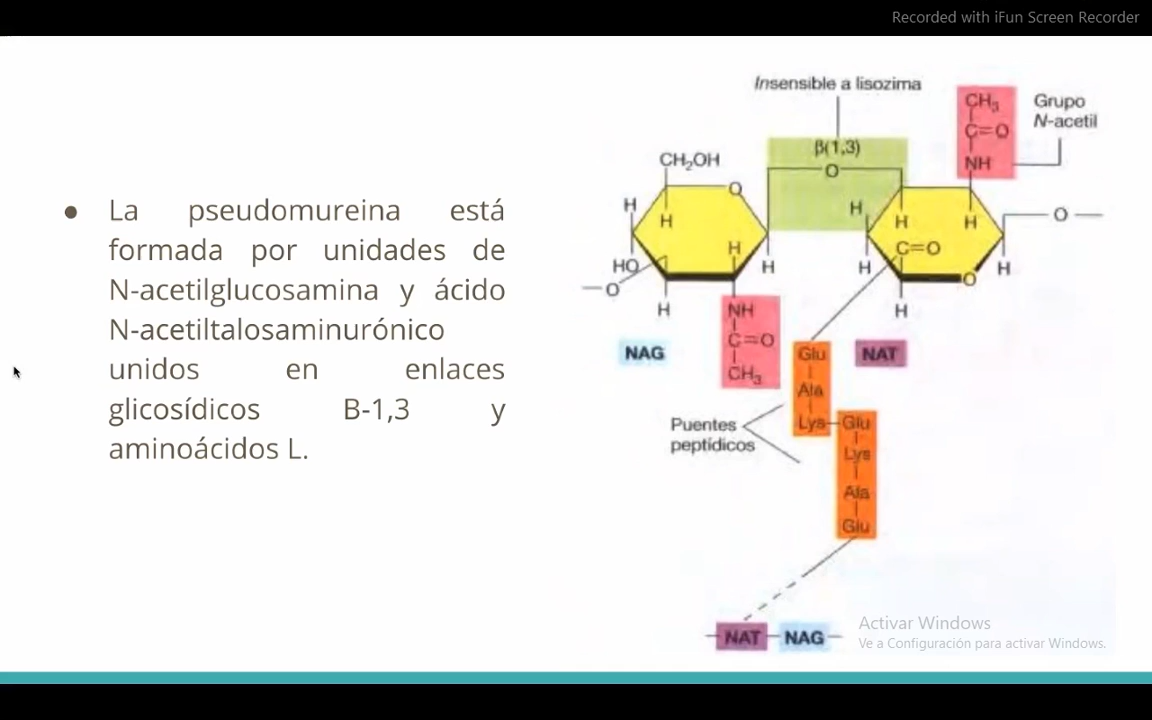 Recorded with iFun Screen Recorder
● La pseudomureina está
formada por unidades de
N-acetilglucosamina y ácido
N-acetiltalosaminurónico
unidos en enlaces
glicosídicos B-1,3 y
aminoácidos L.
Insensible a lisozima
β(1,3)
O
CH₃
C=O
NH
Grupo
N-acetil
CH₂OH
O
H
H
H
HO
H
H
O
H
H
H
H
H
C=O
H
O
H
O
H
NH
C=O
CH₃
NAG
NAT
Glu
Ala
Lys
Glu
Lys
Ala
Glu
Puentes
peptídicos
NAT
NAG
Activar Windows
Ve a Configuración para activar Windows.